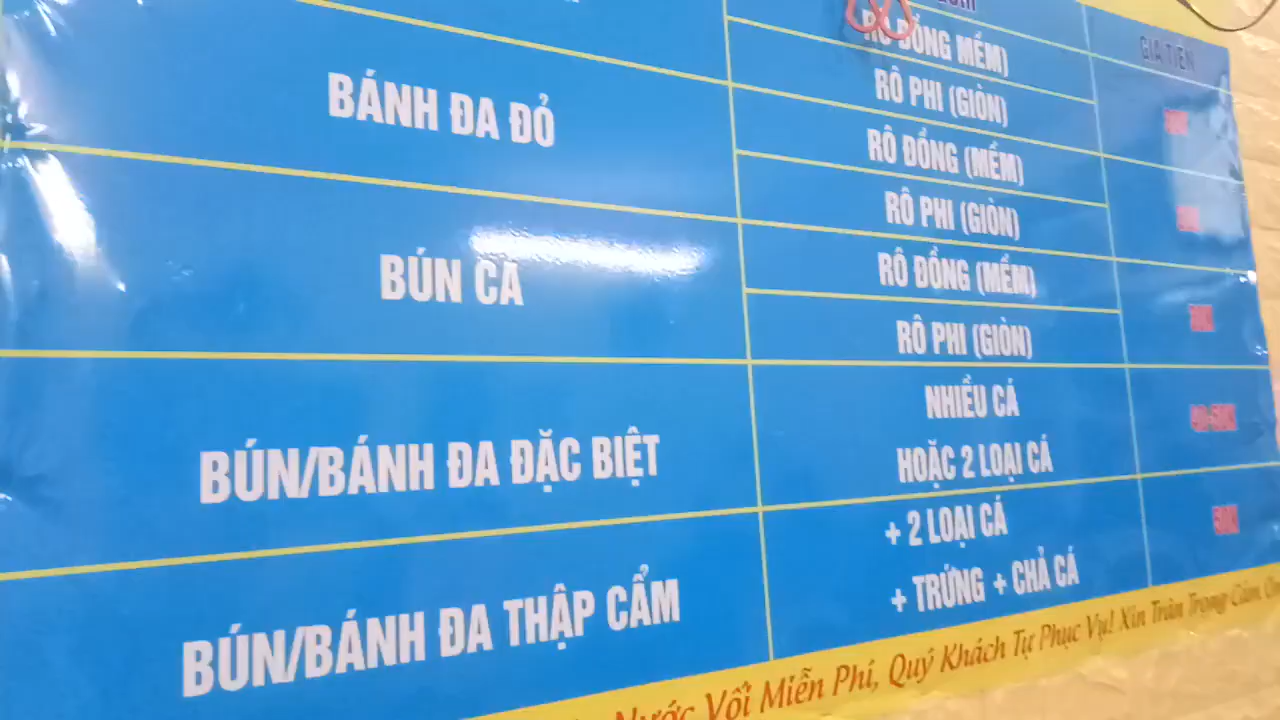 GIÁ TIỀN
RÔ ĐỒNG MỀM)
RÔ PHI (GIÒN)
BÁNH ĐA ĐỎ
RÔ ĐỒNG (MỀM)
RÔ PHI (GIÒN)
BÚN CÁ
RÔ ĐỒNG (MỀM)
RÔ PHI (GIÒN)
BÚN/BÁNH ĐA ĐẶC BIỆT
NHIỀU CÁ
HOẶC 2 LOẠI CÁ
BÚN/BÁNH ĐA THẬP CẨM
+ 2 LOẠI CÁ
+ TRỨNG + CHẢ CÁ
50K
Nước Vối Miễn Phí, Quý Khách Tự Phục Vụ! Xin Trân Trọng Cảm